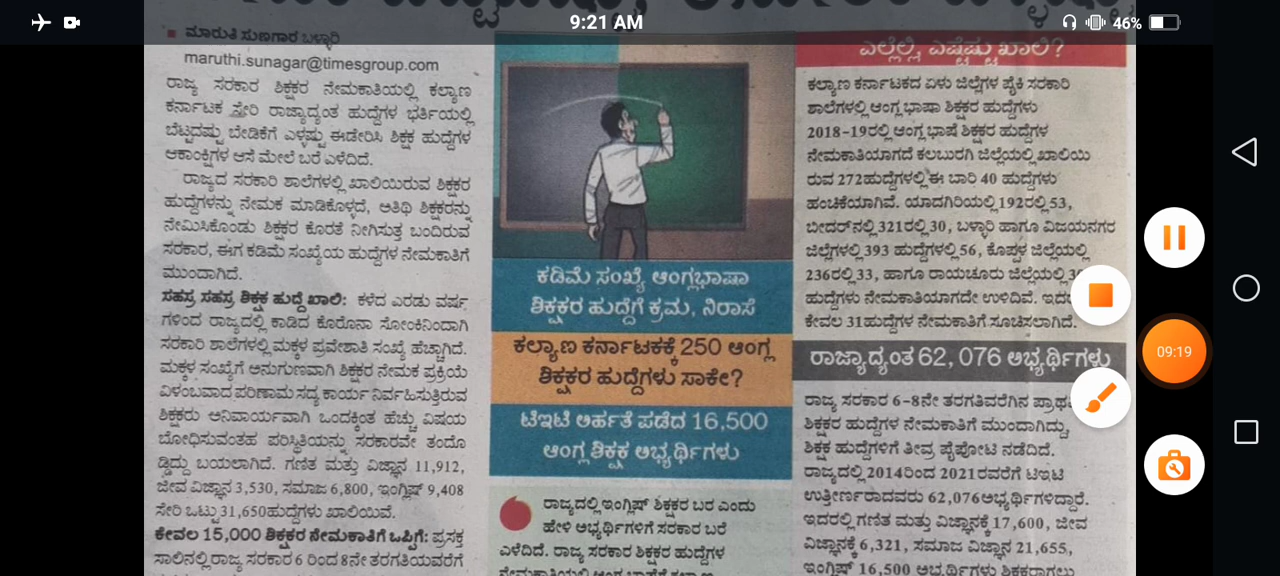 9:21 AM
46%
ಮಾರುತಿ ಸುಣಗಾರ ಬಳ್ಳಾರಿ
maruthi.sunagar@timesgroup.com
ರಾಜ್ಯ ಸರಕಾರ ಶಿಕ್ಷಕರ ನೇಮಕಾತಿಯಲ್ಲಿ ಕಲ್ಯಾಣ
ಕರ್ನಾಟಕ ಸೇರಿ ರಾಜ್ಯಾದ್ಯಂತ ಹುದ್ದೆಗಳ ಭರ್ತಿಯಲ್ಲಿ
ಬೆಟ್ಟದಷ್ಟು ಬೇಡಿಕೆಗೆ ಎಳ್ಳಷ್ಟು ಈಡೇರಿಸಿ ಶಿಕ್ಷಕ ಹುದ್ದೆಗಳ
ಆಕಾಂಕ್ಷಿಗಳ ಆಸೆ ಮೇಲೆ ಬರೆ ಎಳೆದಿದೆ.
ರಾಜ್ಯದ ಸರಕಾರಿ ಶಾಲೆಗಳಲ್ಲಿ ಖಾಲಿಯಿರುವ ಶಿಕ್ಷಕರ
ಹುದ್ದೆಗಳನ್ನು ನೇಮಕ ಮಾಡಿಕೊಳ್ಳದೆ, ಅತಿಥಿ ಶಿಕ್ಷಕರನ್ನು
ನೇಮಿಸಿಕೊಂಡು ಶಿಕ್ಷಕರ ಕೊರತೆ ನೀಗಿಸುತ್ತ ಬಂದಿರುವ
ಸರಕಾರ, ಈಗ ಕಡಿಮೆ ಸಂಖ್ಯೆಯ ಹುದ್ದೆಗಳ ನೇಮಕಾತಿಗೆ
ಮುಂದಾಗಿದೆ.
ಸಹಸ್ರ ಸಹಸ್ರ ಶಿಕ್ಷಕ ಹುದ್ದೆ ಖಾಲಿ: ಕಳೆದ ಎರಡು ವರ್ಷ
ಗಳಿಂದ ರಾಜ್ಯದಲ್ಲಿ ಕಾಡಿದ ಕೊರೊನಾ ಸೋಂಕಿನಿಂದಾಗಿ
ಸರಕಾರಿ ಶಾಲೆಗಳಲ್ಲಿ ಮಕ್ಕಳ ಪ್ರವೇಶಾತಿ ಸಂಖ್ಯೆ ಹೆಚ್ಚಾಗಿದೆ.
ಮಕ್ಕಳ ಸಂಖ್ಯೆಗೆ ಅನುಗುಣವಾಗಿ ಶಿಕ್ಷಕರ ನೇಮಕ ಪ್ರಕ್ರಿಯೆ
ವಿಳಂಬವಾದ ಪರಿಣಾಮ ಸದ್ಯ ಕಾರ್ಯ ನಿರ್ವಹಿಸುತ್ತಿರುವ
ಶಿಕ್ಷಕರು ಅನಿವಾರ್ಯವಾಗಿ ಒಂದಕ್ಕಿಂತ ಹೆಚ್ಚು ವಿಷಯ
ಬೋಧಿಸುವಂತಹ ಪರಿಸ್ಥಿತಿಯನ್ನು ಸರಕಾರವೇ ತಂದೊ
ಡ್ಡಿದ್ದು ಬಯಲಾಗಿದೆ. ಗಣಿತ ಮತ್ತು ವಿಜ್ಞಾನ 11,912,
ಜೀವ ವಿಜ್ಞಾನ 3,530, ಸಮಾಜ 6,800, ಇಂಗ್ಲಿಷ್ 9,408
ಸೇರಿ ಒಟ್ಟು 31,650ಹುದ್ದೆಗಳು ಖಾಲಿಯಿವೆ.
ಕೇವಲ 15,000 ಶಿಕ್ಷಕರ ನೇಮಕಾತಿಗೆ ಒಪ್ಪಿಗೆ: ಪ್ರಸಕ್ತ
ಸಾಲಿನಲ್ಲಿ ರಾಜ್ಯ ಸರಕಾರ 6 ರಿಂದ 8ನೇ ತರಗತಿಯವರೆಗೆ
ಕಡಿಮೆ ಸಂಖ್ಯೆ ಆಂಗ್ಲಭಾಷಾ
ಶಿಕ್ಷಕರ ಹುದ್ದೆಗೆ ಕ್ರಮ, ನಿರಾಸೆ
ಕಲ್ಯಾಣ ಕರ್ನಾಟಕಕ್ಕೆ 250 ಆಂಗ್ಲ
ಶಿಕ್ಷಕರ ಹುದ್ದೆಗಳು ಸಾಕೇ?
ಟಿಇಟಿ ಅರ್ಹತೆ ಪಡೆದ 16,500
ಆಂಗ್ಲ ಶಿಕ್ಷಕ ಅಭ್ಯರ್ಥಿಗಳು
ರಾಜ್ಯದಲ್ಲಿ ಇಂಗ್ಲಿಷ್ ಶಿಕ್ಷಕರ ಬರ ಎಂದು
ಹೇಳಿ ಅಭ್ಯರ್ಥಿಗಳಿಗೆ ಸರಕಾರ ಬರೆ
ಎಳೆದಿದೆ. ರಾಜ್ಯ ಸರಕಾರ ಶಿಕ್ಷಕರ ಹುದ್ದೆಗಳ
ಎಲ್ಲೆಲ್ಲಿ, ಎಷ್ಟೆಷ್ಟು ಖಾಲಿ?
ಕಲ್ಯಾಣ ಕರ್ನಾಟಕದ ಏಳು ಜಿಲ್ಲೆಗಳ ಪೈಕಿ ಸರಕಾರಿ
ಶಾಲೆಗಳಲ್ಲಿ ಆಂಗ್ಲ ಭಾಷಾ ಶಿಕ್ಷಕರ ಹುದ್ದೆಗಳು
2018-19ರಲ್ಲಿ ಆಂಗ್ಲ ಭಾಷೆ ಶಿಕ್ಷಕರ ಹುದ್ದೆಗಳ
ನೇಮಕಾತಿಯಾಗದೆ ಕಲಬುರಗಿ ಜಿಲ್ಲೆಯಲ್ಲಿ ಖಾಲಿಯಿ
ರುವ 272ಹುದ್ದೆಗಳಲ್ಲಿ ಈ ಬಾರಿ 40 ಹುದ್ದೆಗಳು
ಹಂಚಿಕೆಯಾಗಿವೆ. ಯಾದಗಿರಿಯಲ್ಲಿ 192ರಲ್ಲಿ 53,
ಬೀದರ್‌ನಲ್ಲಿ 321ರಲ್ಲಿ 30, ಬಳ್ಳಾರಿ ಹಾಗೂ ವಿಜಯನಗರ
ಜಿಲ್ಲೆಗಳಲ್ಲಿ 393 ಹುದ್ದೆಗಳಲ್ಲಿ 56, ಕೊಪ್ಪಳ ಜಿಲ್ಲೆಯಲ್ಲಿ
236ರಲ್ಲಿ 33, ಹಾಗೂ ರಾಯಚೂರು ಜಿಲ್ಲೆಯಲ್ಲಿ
ಹುದ್ದೆಗಳು ನೇಮಕಾತಿಯಾಗದೇ ಉಳಿದಿವೆ.
ಕೇವಲ 31ಹುದ್ದೆಗಳ ನೇಮಕಾತಿಗೆ ಸೂಚಿಸಲಾಗಿದೆ.
ರಾಜ್ಯಾದ್ಯಂತ 62, 076 ಅಭ್ಯರ್ಥಿಗಳು
ರಾಜ್ಯ ಸರಕಾರ 6-8ನೇ ತರಗತಿವರೆಗಿನ
ಶಿಕ್ಷಕರ ಹುದ್ದೆಗಳ ನೇಮಕಾತಿಗೆ ಮುಂದಾಗಿದ್ದು,
ಶಿಕ್ಷಕ ಹುದ್ದೆಗಳಿಗೆ ತೀವ್ರ ಪೈಪೋಟಿ ನಡೆದಿದೆ.
ರಾಜ್ಯದಲ್ಲಿ 2014ರಿಂದ 2021ರವರೆಗೆ ಟಿಇಟಿ
ಉತ್ತೀರ್ಣರಾದವರು 62,076ಅಭ್ಯರ್ಥಿಗಳಿದ್ದಾರೆ.
ಇದರಲ್ಲಿ ಗಣಿತ ಮತ್ತು ವಿಜ್ಞಾನಕ್ಕೆ 17,600, ಜೀವ
ವಿಜ್ಞಾನಕ್ಕೆ 6,321, ಸಮಾಜ ವಿಜ್ಞಾನ 21,655,
ಇಂಗ್ಲಿಷ್ 16,500 ಅಭ್ಯರ್ಥಿಗಳು ಶಿಕ್ಷಕರಾಗಲು
09:19